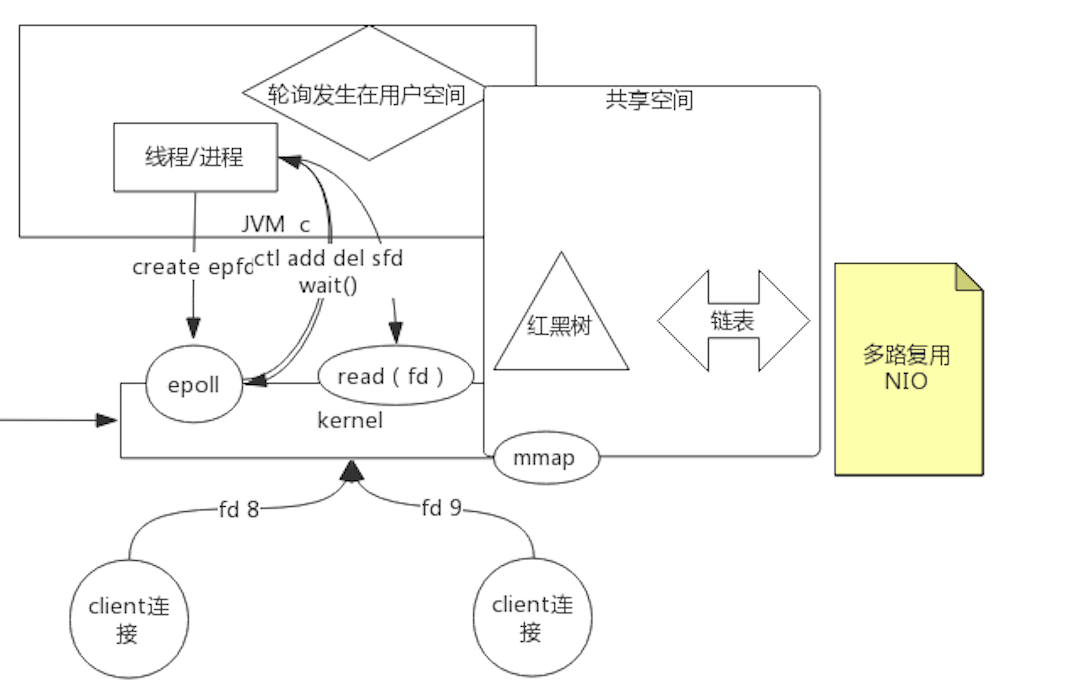 轮询发生在用户空间
共享空间
线程/进程
JVM c
create epfd
ctl add del sfd
wait()
红黑树
链表
多路复用
NIO
epoll
read ( fd )
kernel
mmap
fd 8
fd 9
client连
接
client连
接